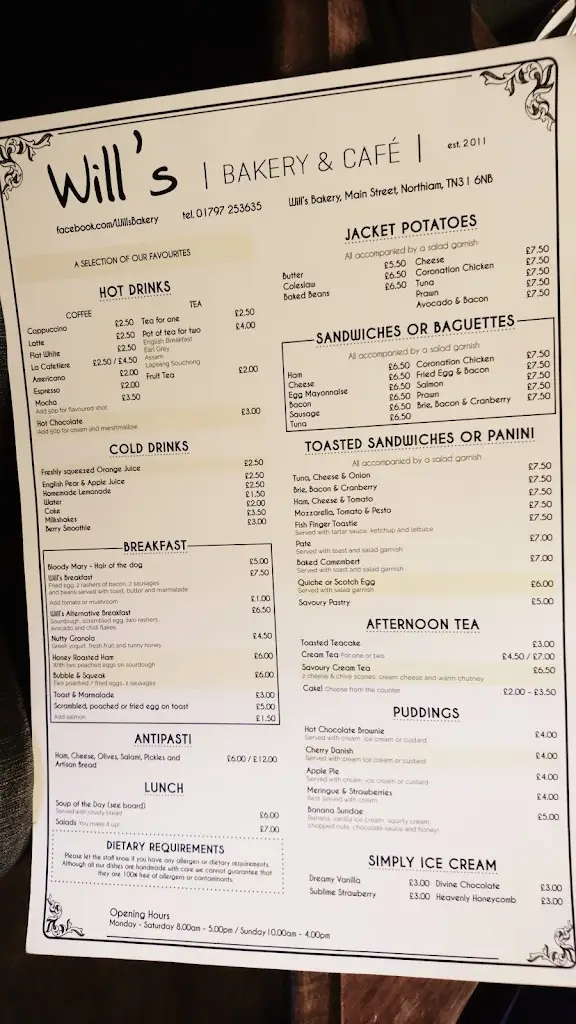 Will's | BAKERY & CAFÉ | est. 2011
facebook.com/WillsBakery tel. 01797 253635 Will's Bakery, Main Street, Northiam, TN31 6NB
A SELECTION OF OUR FAVOURITES
HOT DRINKS
COFFEE
Cappuccino £2.50
Latte £2.50
Flat White £2.50
La Cafetiere £2.50 / £4.50
Americano £2.00
Espresso £2.00
Mocha £3.50
Add 50p for flavoured shot
Hot Chocolate £3.00
Add 50p for cream and marshmallow
TEA
Tea for one £2.50
Pot of tea for two £4.00
English Breakfast
Earl Grey
Assam
Lapsang Souchong
Fruit Tea £2.00
COLD DRINKS
Freshly squeezed Orange Juice £2.50
English Pear & Apple Juice £2.50
Homemade Lemonade £2.50
Water £1.50
Coke £2.00
Milkshakes £3.50
Berry Smoothie £3.00
BREAKFAST
Bloody Mary - Hair of the dog £5.00
Will's Breakfast £7.50
Fried egg, 2 rashers of bacon, 2 sausages
and beans served with toast, butter and marmalade
Add tomato or mushroom £1.00
Will's Alternative Breakfast £6.50
Sourdough, scrambled egg, two rashers,
avocado and chilli flakes
Nutty Granola £4.50
Greek yogurt, fresh fruit and runny honey
Honey Roasted Ham £6.00
With two poached eggs on sourdough
Bubble & Squeak £6.00
Two poached / fried eggs, 2 sausages
Toast & Marmalade £3.00
Scrambled, poached or fried egg on toast £5.00
Add salmon £1.50
ANTIPASTI
Ham, Cheese, Olives, Salami, Pickles and £6.00 / £12.00
Artisan Bread
LUNCH
Soup of the Day (see board) £6.00
Served with crusty bread
Salads You make it up! £7.00
DIETARY REQUIREMENTS
Please let the staff know if you have any allergen or dietary requirements.
Although all our dishes are handmade with care we cannot guarantee that
they are 100% free of allergens or contaminants.
Opening Hours
Monday - Saturday 8.00am - 5.00pm / Sunday 10.00am - 4.00pm
JACKET POTATOES
All accompanied by a salad garnish
Butter £5.50
Coleslaw £6.50
Baked Beans £6.50
Cheese £7.50
Coronation Chicken £7.50
Tuna £7.50
Prawn £7.50
Avocado & Bacon £7.50
SANDWICHES OR BAGUETTES
All accompanied by a salad garnish
Ham £6.50
Cheese £6.50
Egg Mayonnaise £6.50
Bacon £6.50
Sausage £6.50
Tuna £6.50
Coronation Chicken £7.50
Fried Egg & Bacon £7.50
Salmon £7.50
Prawn £7.50
Brie, Bacon & Cranberry £7.50
TOASTED SANDWICHES OR PANINI
All accompanied by a salad garnish
Tuna, Cheese & Onion £7.50
Brie, Bacon & Cranberry £7.50
Ham, Cheese & Tomato £7.50
Mozzarella, Tomato & Pesto £7.50
Fish Finger Toastie £7.50
Served with tartar sauce, ketchup and lettuce
Pate £7.00
Served with toast and salad garnish
Baked Camembert £7.00
Served with toast and salad garnish
Quiche or Scotch Egg £6.00
Served with salad garnish
Savoury Pastry £5.00
AFTERNOON TEA
Toasted Teacake £3.00
Cream Tea For one or two £4.50 / £7.00
Savoury Cream Tea £6.50
2 cheese & chive scones, cream cheese and warm chutney
Cake! Choose from the counter £2.00 - £3.50
PUDDINGS
Hot Chocolate Brownie £4.00
Served with cream, ice cream or custard
Cherry Danish £4.00
Served with cream, ice cream or custard
Apple Pie £4.00
Served with cream, ice cream or custard
Meringue & Strawberries £4.00
Best served with cream
Banana Sundae £5.00
Banana, vanilla ice cream, squirty cream,
chopped nuts, chocolate sauce and honey!
SIMPLY ICE CREAM
Dreamy Vanilla £3.00 Divine Chocolate £3.00
Sublime Strawberry £3.00 Heavenly Honeycomb £3.00